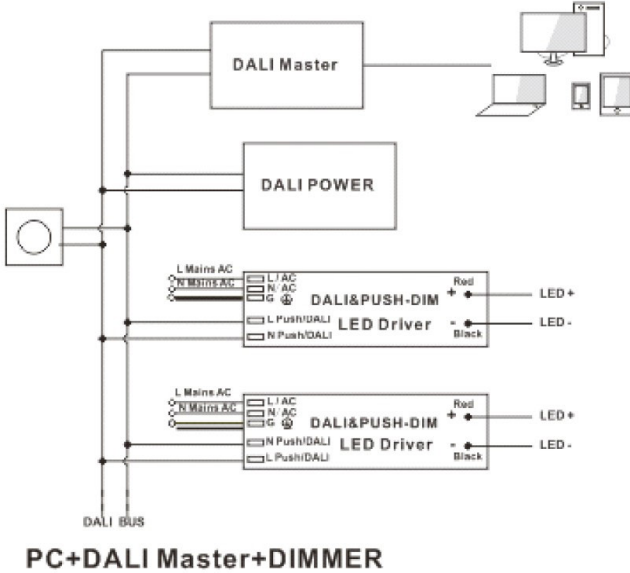 DALI Master
DALI POWER
L Mains AC
N Mains AC
L/AC
N/AC
G
DALI&PUSH-DIM
LED Driver
L Push/DALI
N Push/DALI
Red
+
-
Black
LED +
LED -
L Mains AC
N Mains AC
L/AC
N/AC
G
DALI&PUSH-DIM
LED Driver
N Push/DALI
L Push/DALI
Red
+
-
Black
LED +
LED -
DALI BUS
PC+DALI Master+DIMMER